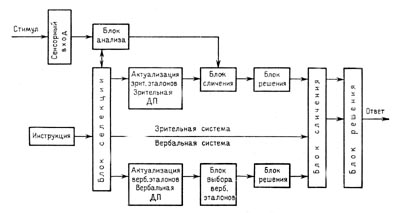 Стимул
Сенсорный
вход
Блок
анализа
Блок селекции
Актуализация
зрит. эталонов
Зрительная
ДП
Блок
сличения
Блок
решения
Инструкция
Зрительная система
Вербальная система
Актуализация
верб. эталонов
Вербальная
ДП
Блок
выбора
верб.
эталонов
Блок
решения
Блок сличения
Блок решения
Ответ